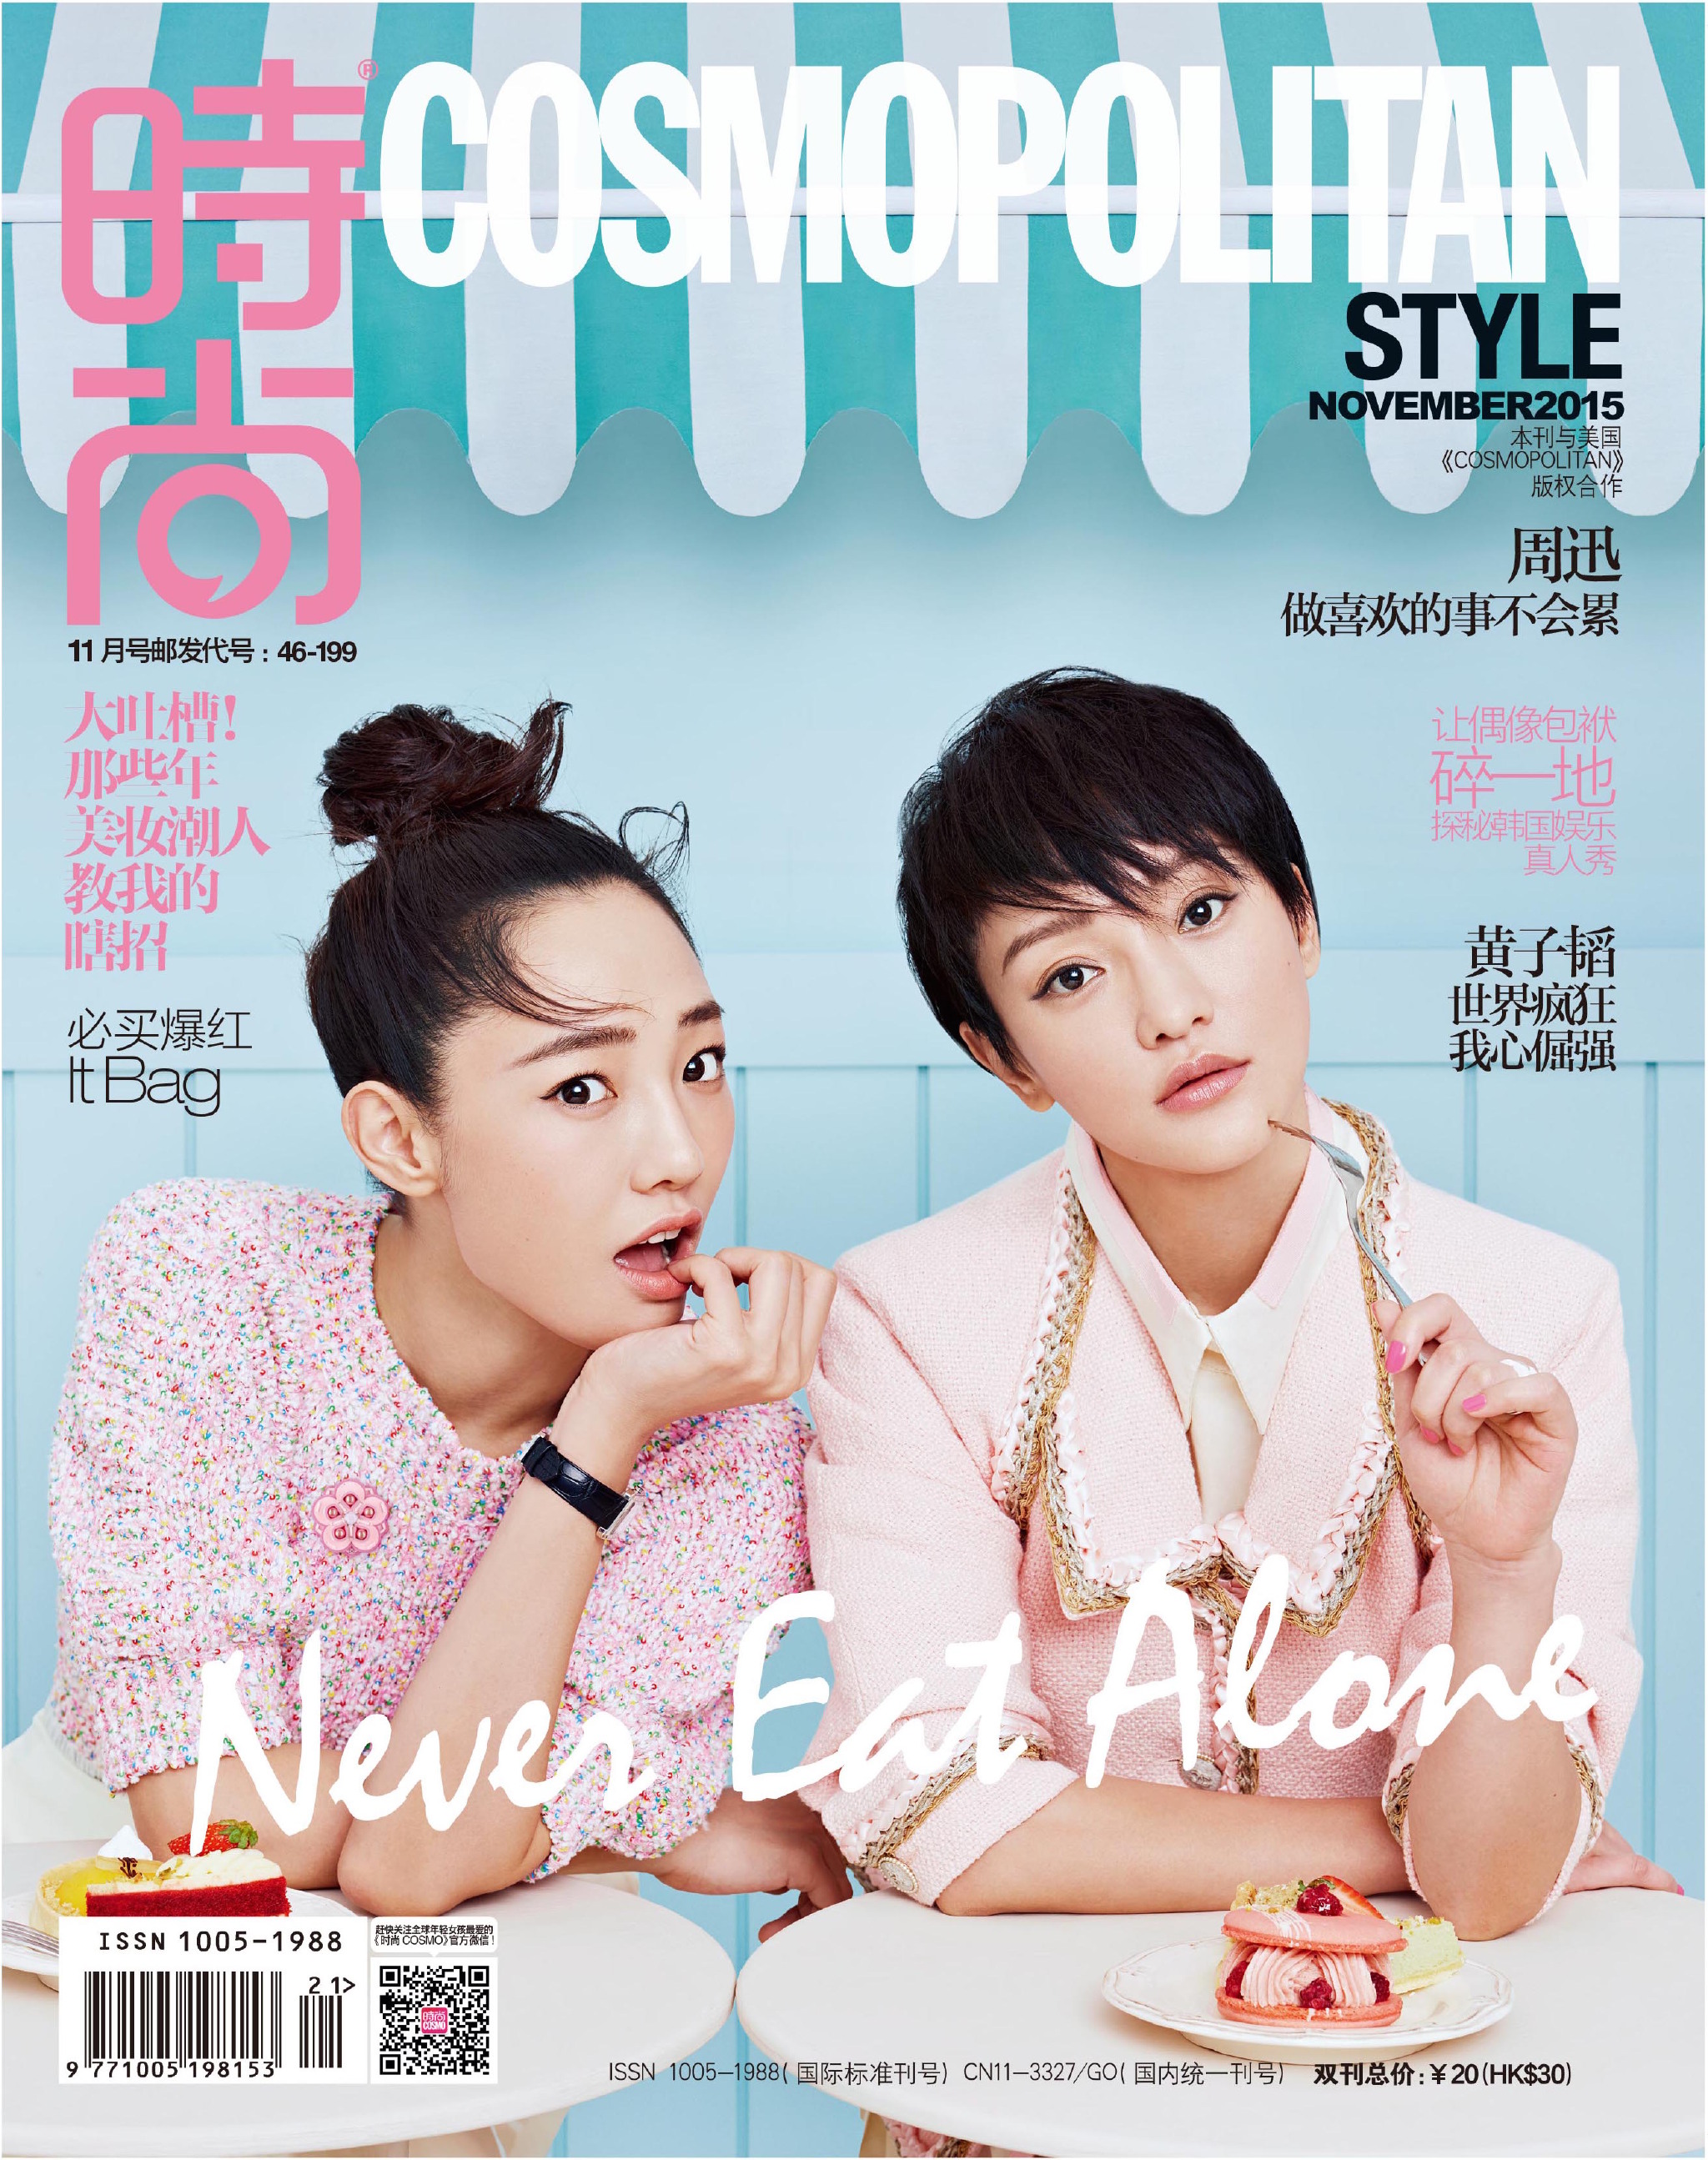 時尚®
COSMOPOLITAN
STYLE
NOVEMBER2015
本刊与美国
《COSMOPOLITAN》
版权合作
11月号邮发代号：46-199
周迅
做喜欢的事不会累
大吐槽！
那些年
美妆潮人
教我的
瞎招
必买爆红
It Bag
让偶像包袱
碎一地
探秘韩国娱乐
真人秀
黄子韬
世界疯狂
我心倔强
Never Eat Alone
ISSN 1005-1988
21>
9 771005 198153
赶快关注全球年轻女孩最爱的
《时尚COSMO》官方微信！
時尚
COSMO
ISSN 1005-1988(国际标准刊号) CN11-3327/GO(国内统一刊号) 双刊总价：¥20(HK$30)